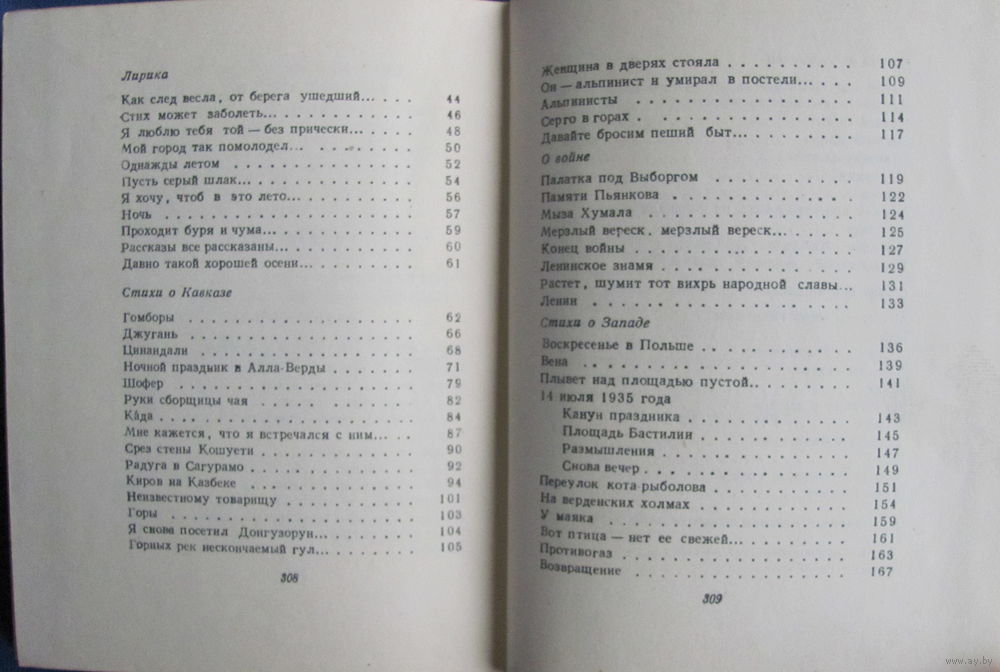 Лирика
Как след весла, от берега ушедший... . . . 44
Стих может заболеть... . . . . . . . . . 46
Я люблю тебя той — без прически... . . . . 48
Мой город так помолодел... . . . . . . . 50
Однажды летом . . . . . . . . . . . . 52
Пусть серый шлак... . . . . . . . . . . 54
Я хочу, чтоб в это лето... . . . . . . . . 56
Ночь . . . . . . . . . . . . . . . . 57
Проходит буря и чума... . . . . . . . . . 59
Рассказы все рассказаны... . . . . . . . . 60
Давно такой хорошей осени... . . . . . . . 61
Стихи о Кавказе
Гомборы . . . . . . . . . . . . . . . 62
Джугань . . . . . . . . . . . . . . . 66
Цинандали . . . . . . . . . . . . . . 68
Ночной праздник в Алла-Верды . . . . . . 71
Шофер . . . . . . . . . . . . . . . . 79
Руки сборщицы чая . . . . . . . . . . . 82
Ка́да . . . . . . . . . . . . . . . . . 84
Мне кажется, что я встречался с ним... . . . 87
Срез стены Кошуети . . . . . . . . . . . 90
Радуга в Сагурамо . . . . . . . . . . . 92
Киров на Казбеке . . . . . . . . . . . . 94
Неизвестному товарищу . . . . . . . . . 101
Горы . . . . . . . . . . . . . . . . 103
Я снова посетил Донгузорун... . . . . . . . 104
Горных рек нескончаемый гул... . . . . . . 105
308
Женщина в дверях стояла . . . . . . . . . 107
Он — альпинист и умирал в постели... . . . 109
Альпинисты . . . . . . . . . . . . . 111
Серго в горах . . . . . . . . . . . . . 114
Давайте бросим пеший быт... . . . . . . . 117
О войне
Палатка под Выборгом . . . . . . . . . 119
Памяти Пьянкова . . . . . . . . . . . . 122
Мыза Хумала . . . . . . . . . . . . . 124
Мерзлый вереск, мерзлый вереск... . . . . . 125
Конец войны . . . . . . . . . . . . . 127
Ленинское знамя . . . . . . . . . . . . 129
Растет, шумит тот вихрь народной славы... 131
Ленин . . . . . . . . . . . . . . . . 133
Стихи о Западе
Воскресенье в Польше . . . . . . . . . . 136
Вена . . . . . . . . . . . . . . . . . 139
Плывет над площадью пустой.. . . . . . . . 141
14 июля 1935 года
Канун праздника . . . . . . . . . . . 143
Площадь Бастилии . . . . . . . . . . 145
Размышления . . . . . . . . . . . . 147
Снова вечер . . . . . . . . . . . . . 149
Переулок кота-рыболова . . . . . . . . . 151
На верденских холмах . . . . . . . . . . 154
У маяка . . . . . . . . . . . . . . . 159
Вот птица — нет ее свежей... . . . . . . . 161
Противогаз . . . . . . . . . . . . . . 163
Возвращение . . . . . . . . . . . . . 167
309
www.ay.by